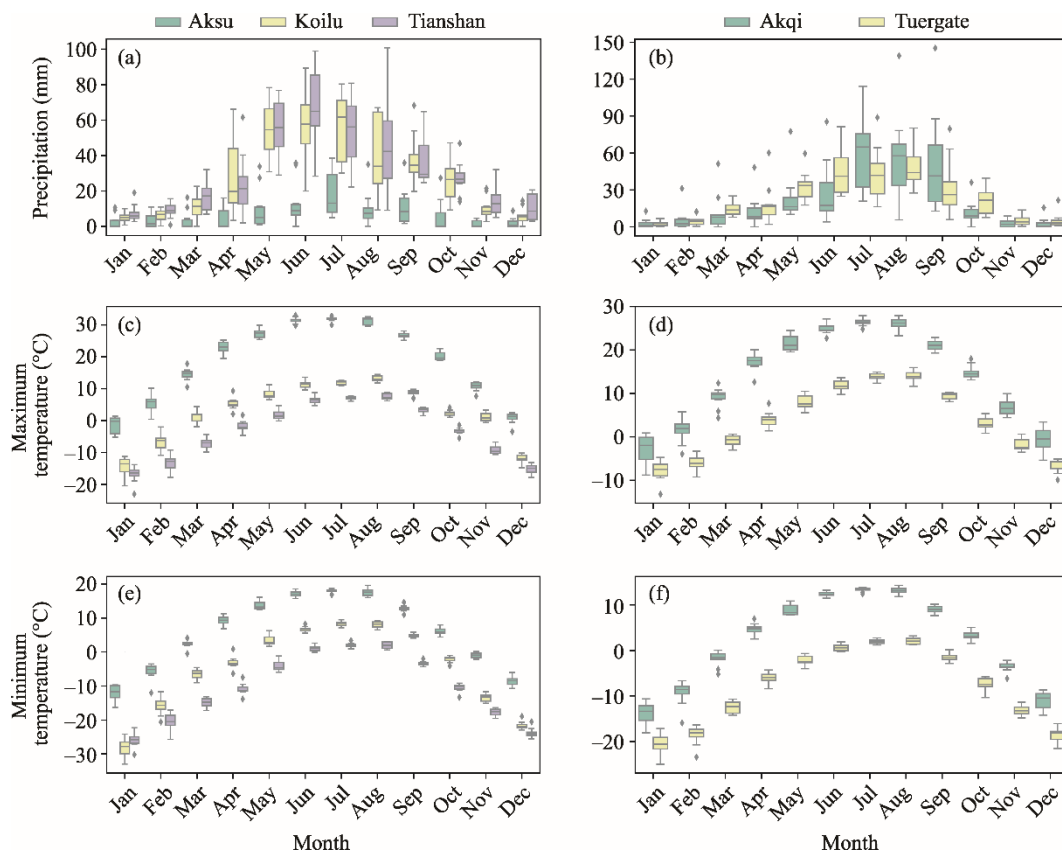 Aksu Koilu Tianshan
Akqi Tuergate
(a)
Precipitation (mm)
100
80
60
40
20
0
Jan Feb Mar Apr May Jun Jul Aug Sep Oct Nov Dec
(b)
150
120
90
60
30
0
Jan Feb Mar Apr May Jun Jul Aug Sep Oct Nov Dec
(c)
Maximum
temperature (°C)
30
20
10
0
−10
−20
Jan Feb Mar Apr May Jun Jul Aug Sep Oct Nov Dec
(d)
30
20
10
0
−10
Jan Feb Mar Apr May Jun Jul Aug Sep Oct Nov Dec
(e)
Minimum
temperature (°C)
20
10
0
−10
−20
−30
Jan Feb Mar Apr May Jun Jul Aug Sep Oct Nov Dec
Month
(f)
10
0
−10
−20
Jan Feb Mar Apr May Jun Jul Aug Sep Oct Nov Dec
Month